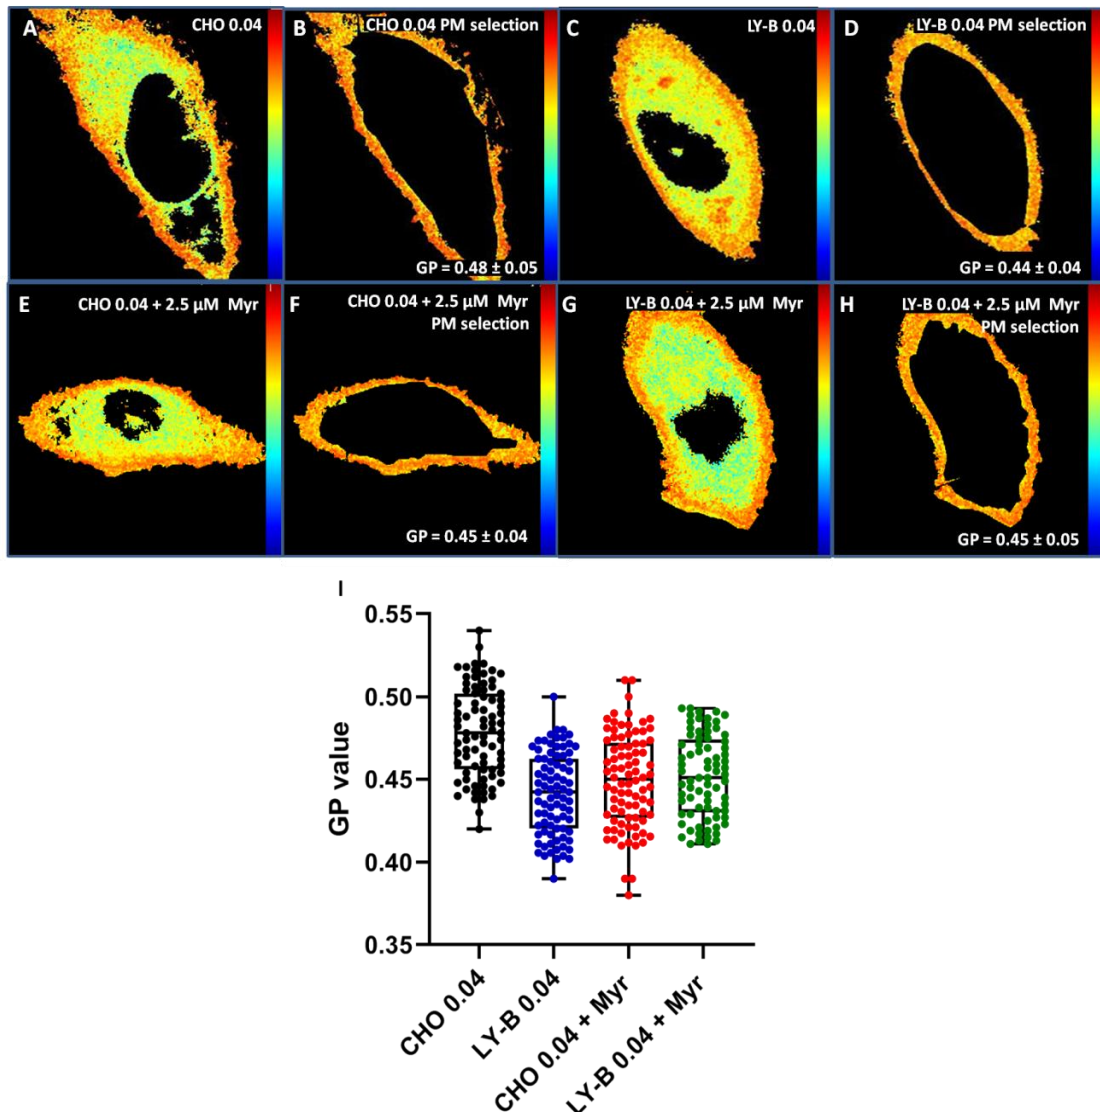 A
CHO 0.04
B
CHO 0.04 PM selection
GP = 0.48 ± 0.05
C
LY-B 0.04
D
LY-B 0.04 PM selection
GP = 0.44 ± 0.04
E
CHO 0.04 + 2.5 µM Myr
F
CHO 0.04 + 2.5 µM Myr
PM selection
GP = 0.45 ± 0.04
G
LY-B 0.04 + 2.5 µM Myr
H
LY-B 0.04 + 2.5 µM Myr
PM selection
GP = 0.45 ± 0.05
I
GP value
0.55
0.50
0.45
0.40
0.35
CHO 0.04
LY-B 0.04
CHO 0.04 + Myr
LY-B 0.04 + Myr